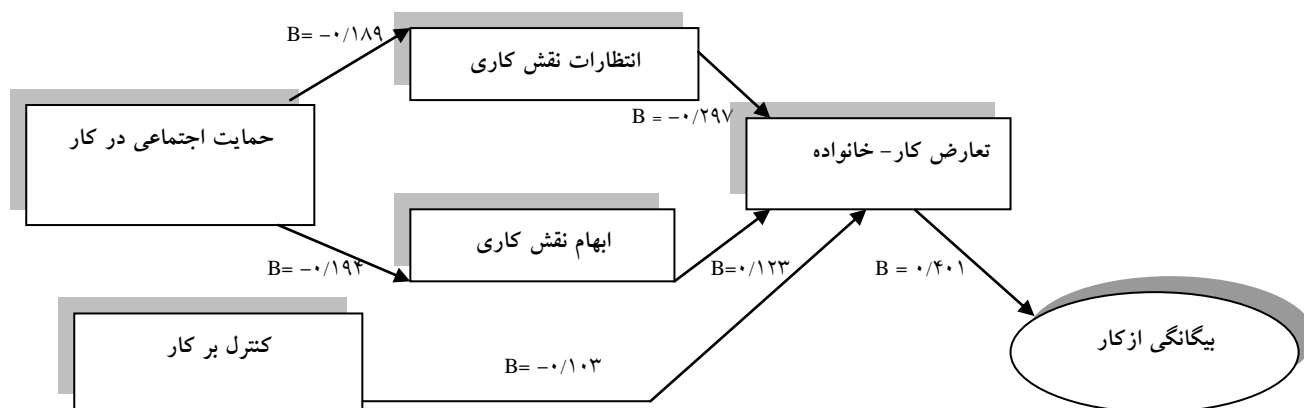 B= -۰/۱۸۹
انتظارات نقش کاری
B = -۰/۲۹۷
حمایت اجتماعی در کار
تعارض کار- خانواده
ابهام نقش کاری
B= -۰/۱۹۴
B=۰/۱۲۳
B = ۰/۴۰۱
کنترل بر کار
بیگانگی ازکار
B= -۰/۱۰۳